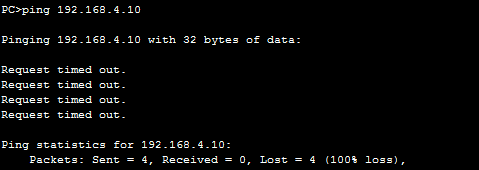 PC>ping 192.168.4.10
Pinging 192.168.4.10 with 32 bytes of data:
Request timed out.
Request timed out.
Request timed out.
Request timed out.
Ping statistics for 192.168.4.10:
Packets: Sent = 4, Received = 0, Lost = 4 (100% loss),